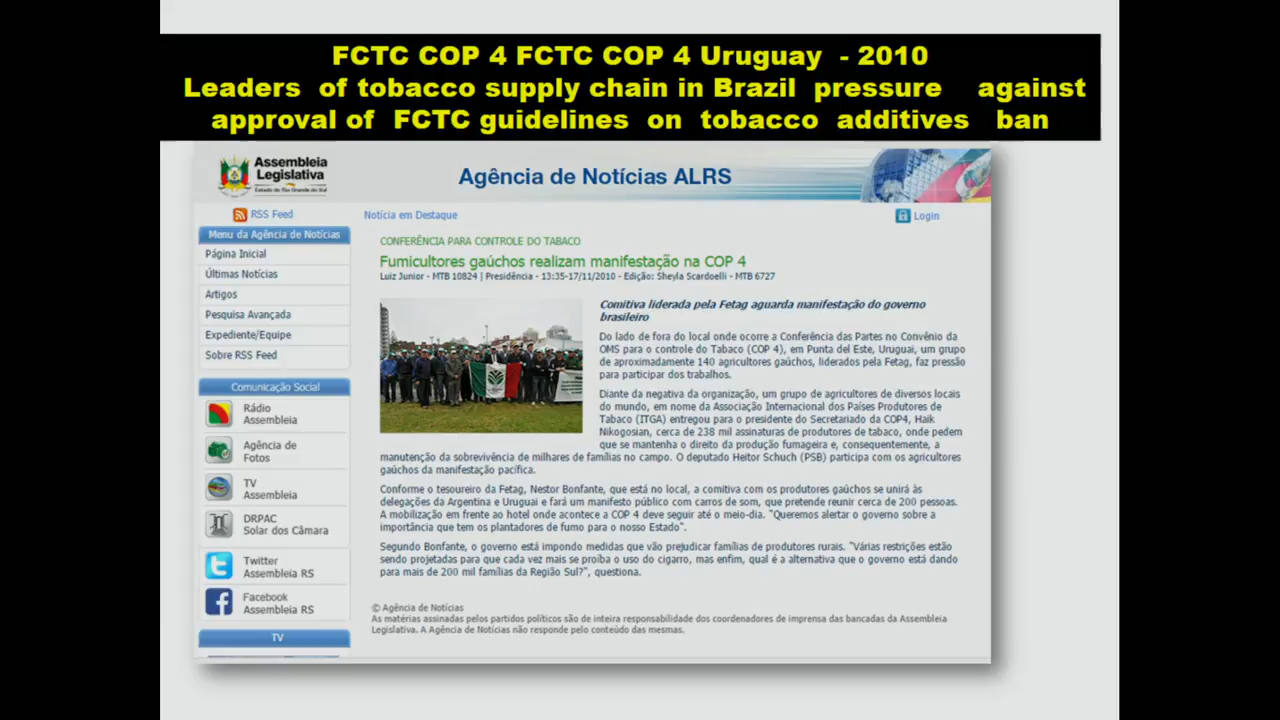 FCTC COP 4 FCTC COP 4 Uruguay - 2010
Leaders of tobacco supply chain in Brazil pressure against
approval of FCTC guidelines on tobacco additives ban
Assembleia
Legislativa
Estado do Rio Grande do Sul
Agência de Notícias ALRS
RSS Feed
Notícia em Destaque
Login
Menu da Agência de Notícias
Página Inicial
Últimas Notícias
Artigos
Pesquisa Avançada
Expediente/Equipe
Sobre RSS Feed
Comunicação Social
Rádio
Assembleia
Agência de
Fotos
TV
Assembleia
DRPAC
Solar dos Câmara
Twitter
Assembleia RS
Facebook
Assembleia RS
TV
CONFERÊNCIA PARA CONTROLE DO TABACO
Fumicultores gaúchos realizam manifestação na COP 4
Luiz Junior - MTB 10824 | Presidência - 13:35-17/11/2010 - Edição: Sheyla Scardoelli - MTB 6727
Comitiva liderada pela Fetag aguarda manifestação do governo
brasileiro
Do lado de fora do local onde ocorre a Conferência das Partes no Convênio da
OMS para o controle do Tabaco (COP 4), em Punta del Este, Uruguai, um grupo
de aproximadamente 140 agricultores gaúchos, liderados pela Fetag, faz pressão
para participar dos trabalhos.
Diante da negativa da organização, um grupo de agricultores de diversos locais
do mundo, em nome da Associação Internacional dos Países Produtores de
Tabaco (ITGA) entregou para o presidente do Secretariado da COP4, Haik
Nikogosian, cerca de 238 mil assinaturas de produtores de tabaco, onde pedem
que se mantenha o direito da produção fumageira e, consequentemente, a
manutenção da sobrevivência de milhares de famílias no campo. O deputado Heitor Schuch (PSB) participa com os agricultores
gaúchos da manifestação pacífica.
Conforme o tesoureiro da Fetag, Nestor Bonfante, que está no local, a comitiva com os produtores gaúchos se unirá às
delegações da Argentina e Uruguai e fará um manifesto público com carros de som, que pretende reunir cerca de 200 pessoas.
A mobilização em frente ao hotel onde acontece a COP 4 deve seguir até o meio-dia. "Queremos alertar o governo sobre a
importância que tem os plantadores de fumo para o nosso Estado".
Segundo Bonfante, o governo está impondo medidas que vão prejudicar famílias de produtores rurais. "Várias restrições estão
sendo projetadas para que cada vez mais se proíba o uso do cigarro, mas enfim, qual é a alternativa que o governo está dando
para mais de 200 mil famílias da Região Sul?", questiona.
© Agência de Notícias
As matérias assinadas pelos partidos políticos são de inteira responsabilidade dos coordenadores de imprensa das bancadas da Assembleia
Legislativa. A Agência de Notícias não responde pelo conteúdo das mesmas.